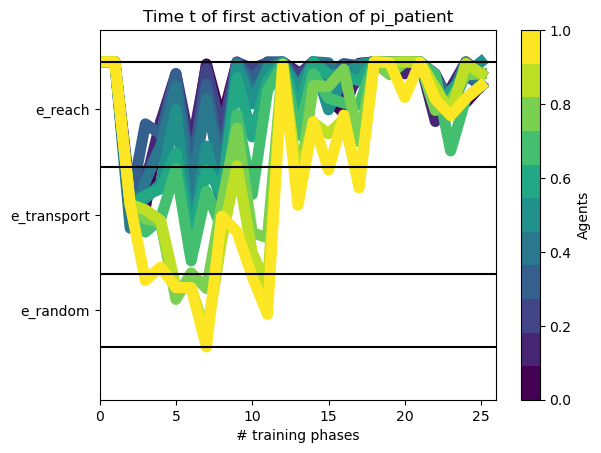 Time t of first activation of pi_patient
e_reach
e_transport
e_random
0
5
10
15
20
25
# training phases
1.0
0.8
0.6
0.4
0.2
0.0
Agents